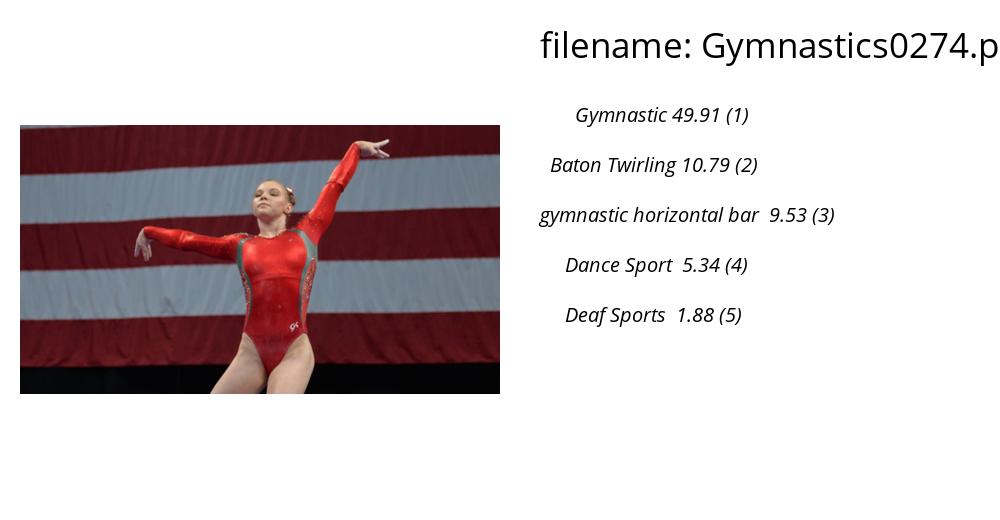 filename: Gymnastics0274.p
Gymnastic 49.91 (1)
Baton Twirling 10.79 (2)
gymnastic horizontal bar  9.53 (3)
Dance Sport  5.34 (4)
Deaf Sports  1.88 (5)